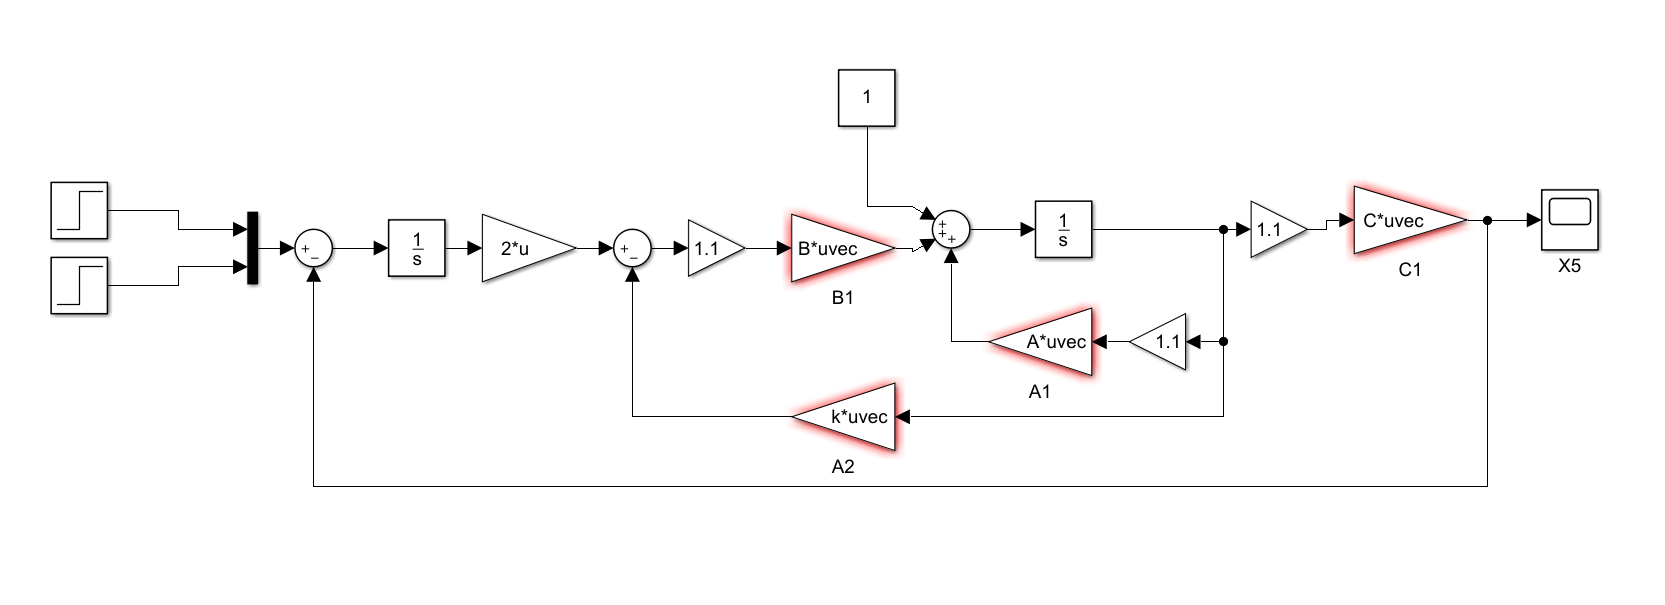 1
+
−
1
s
2*u
+
−
1.1
B*uvec
B1
+
+
+
1
s
1.1
C*uvec
C1
X5
A*uvec
A1
1.1
k*uvec
A2